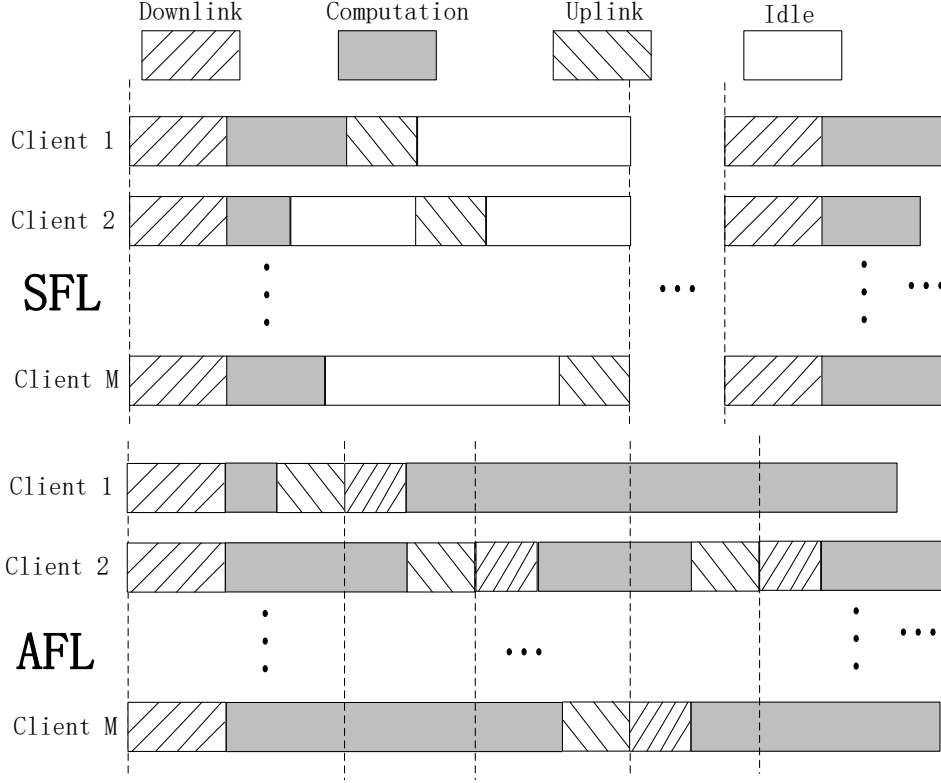 Downlink Computation Uplink Idle
Client 1
Client 2
SFL
Client M
Client 1
Client 2
AFL
Client M